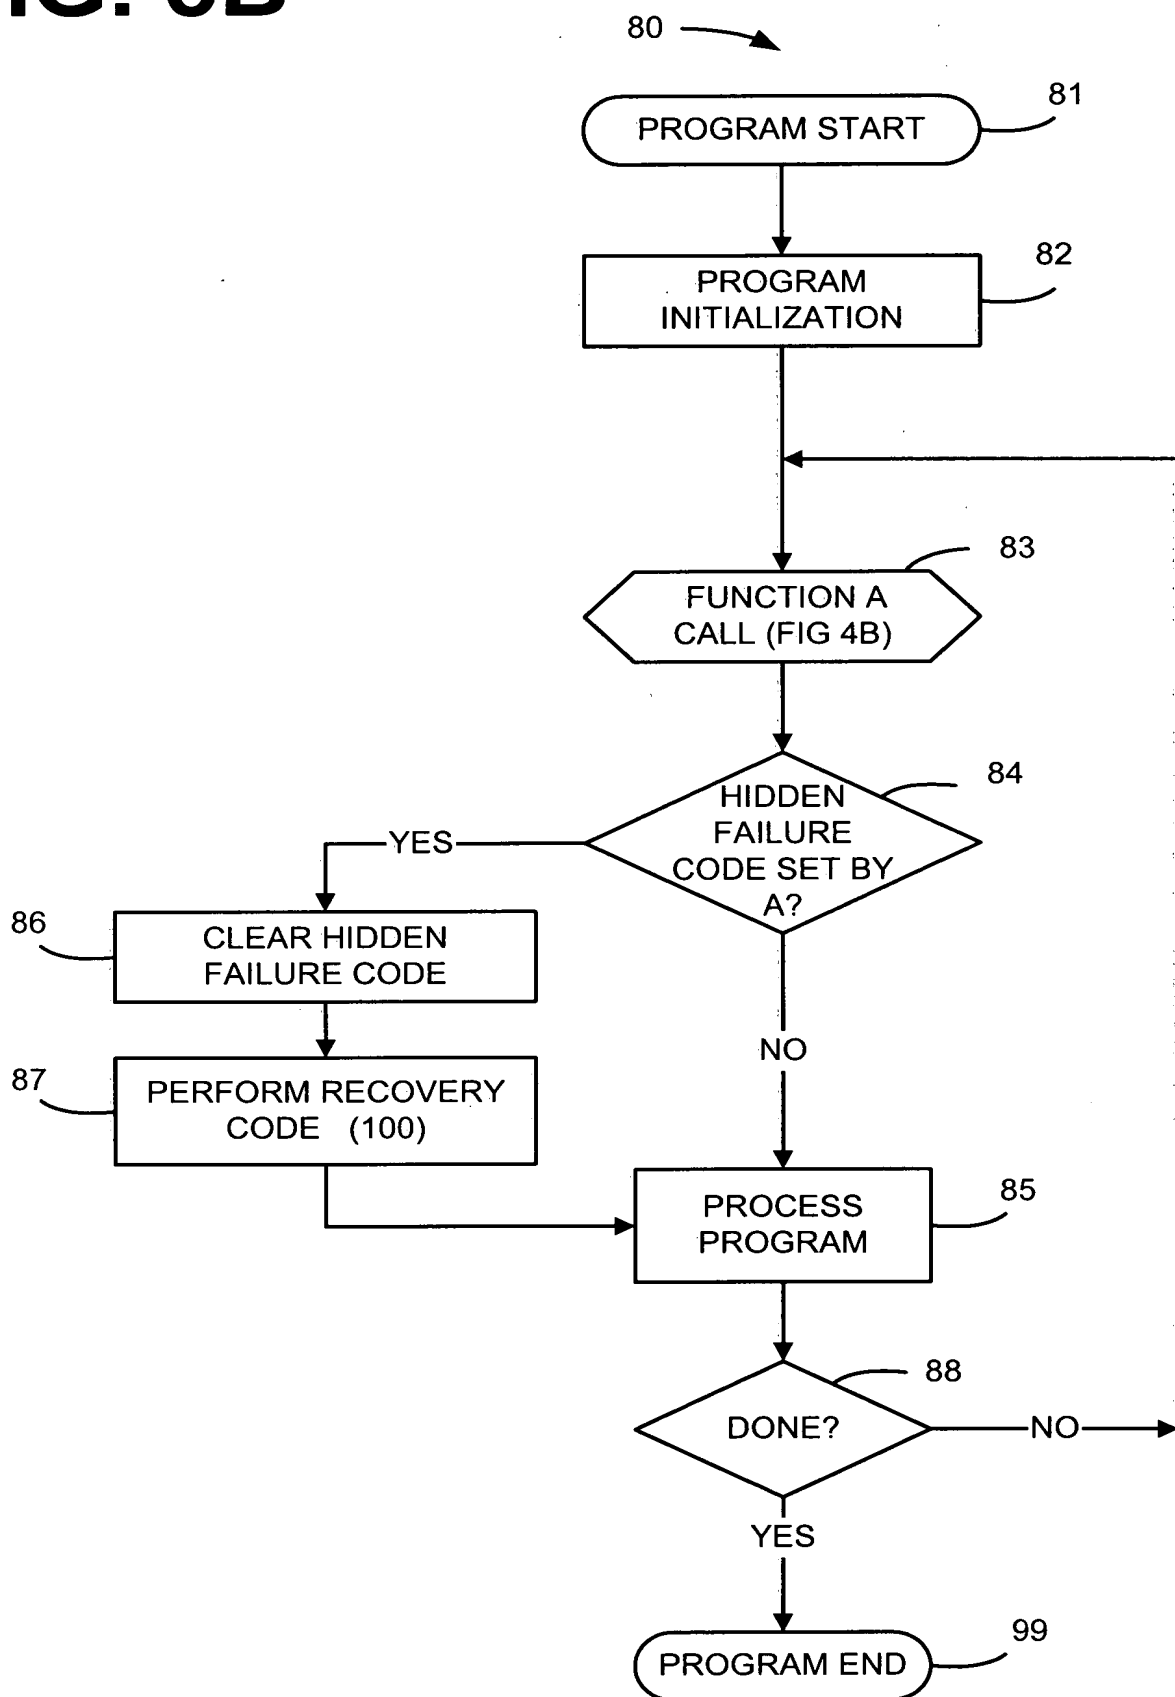 80
81
PROGRAM START
82
PROGRAM
INITIALIZATION
83
FUNCTION A
CALL (FIG 4B)
84
HIDDEN
FAILURE
CODE SET BY
A?
YES
86
CLEAR HIDDEN
FAILURE CODE
NO
87
PERFORM RECOVERY
CODE (100)
85
PROCESS
PROGRAM
88
DONE?
NO
YES
99
PROGRAM END